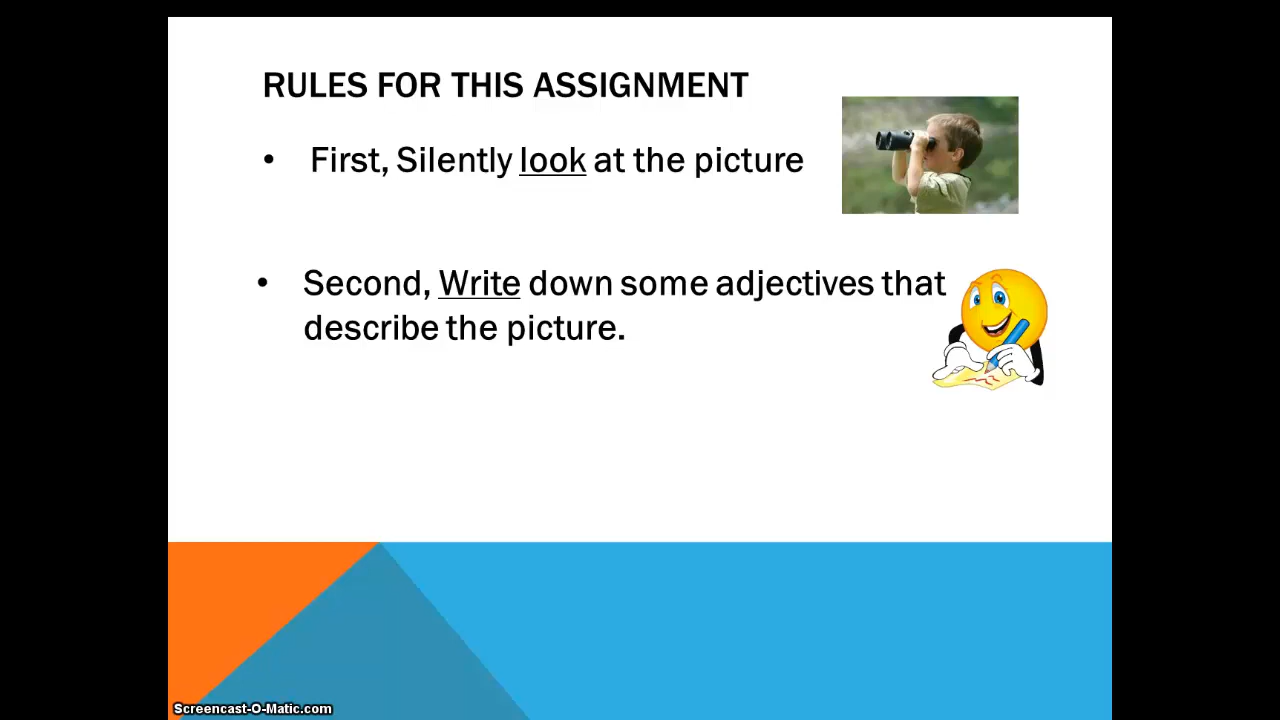 RULES FOR THIS ASSIGNMENT
• First, Silently look at the picture
• Second, Write down some adjectives that
describe the picture.
Screencast-O-Matic.com